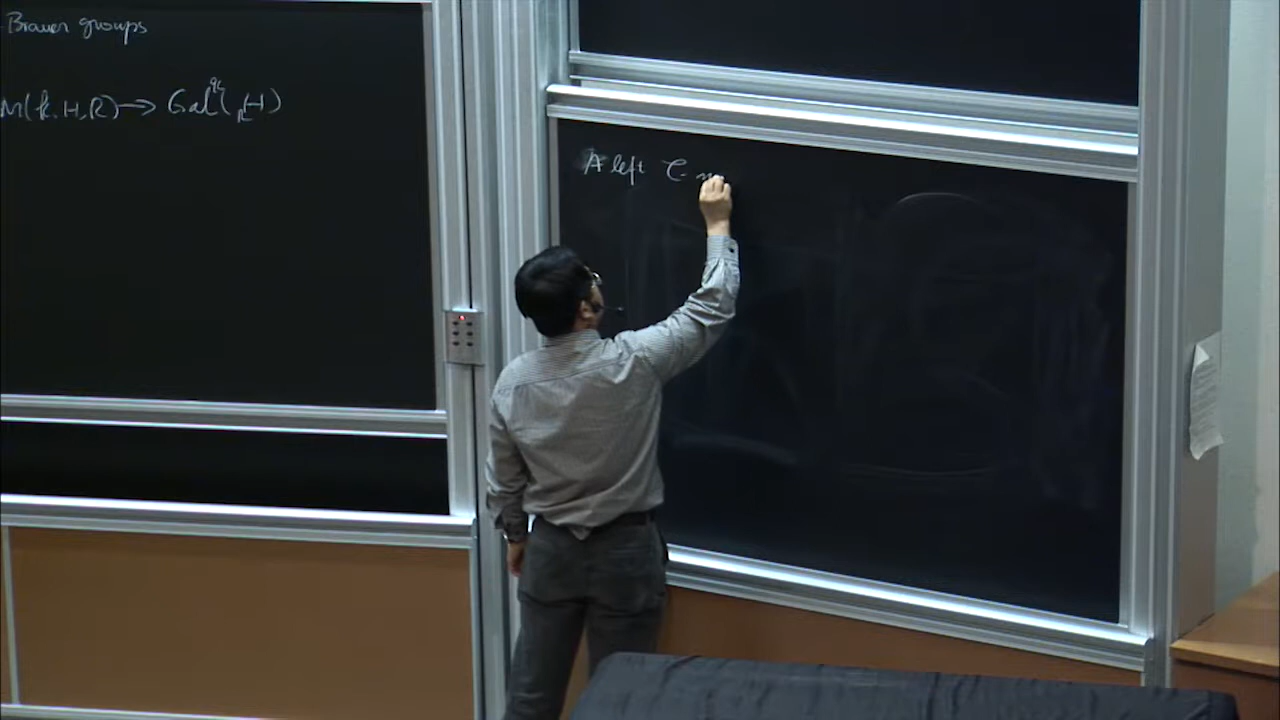 Brauer groups
M(k, H, R) → Gal^{qc}(_R H)
A left C-m